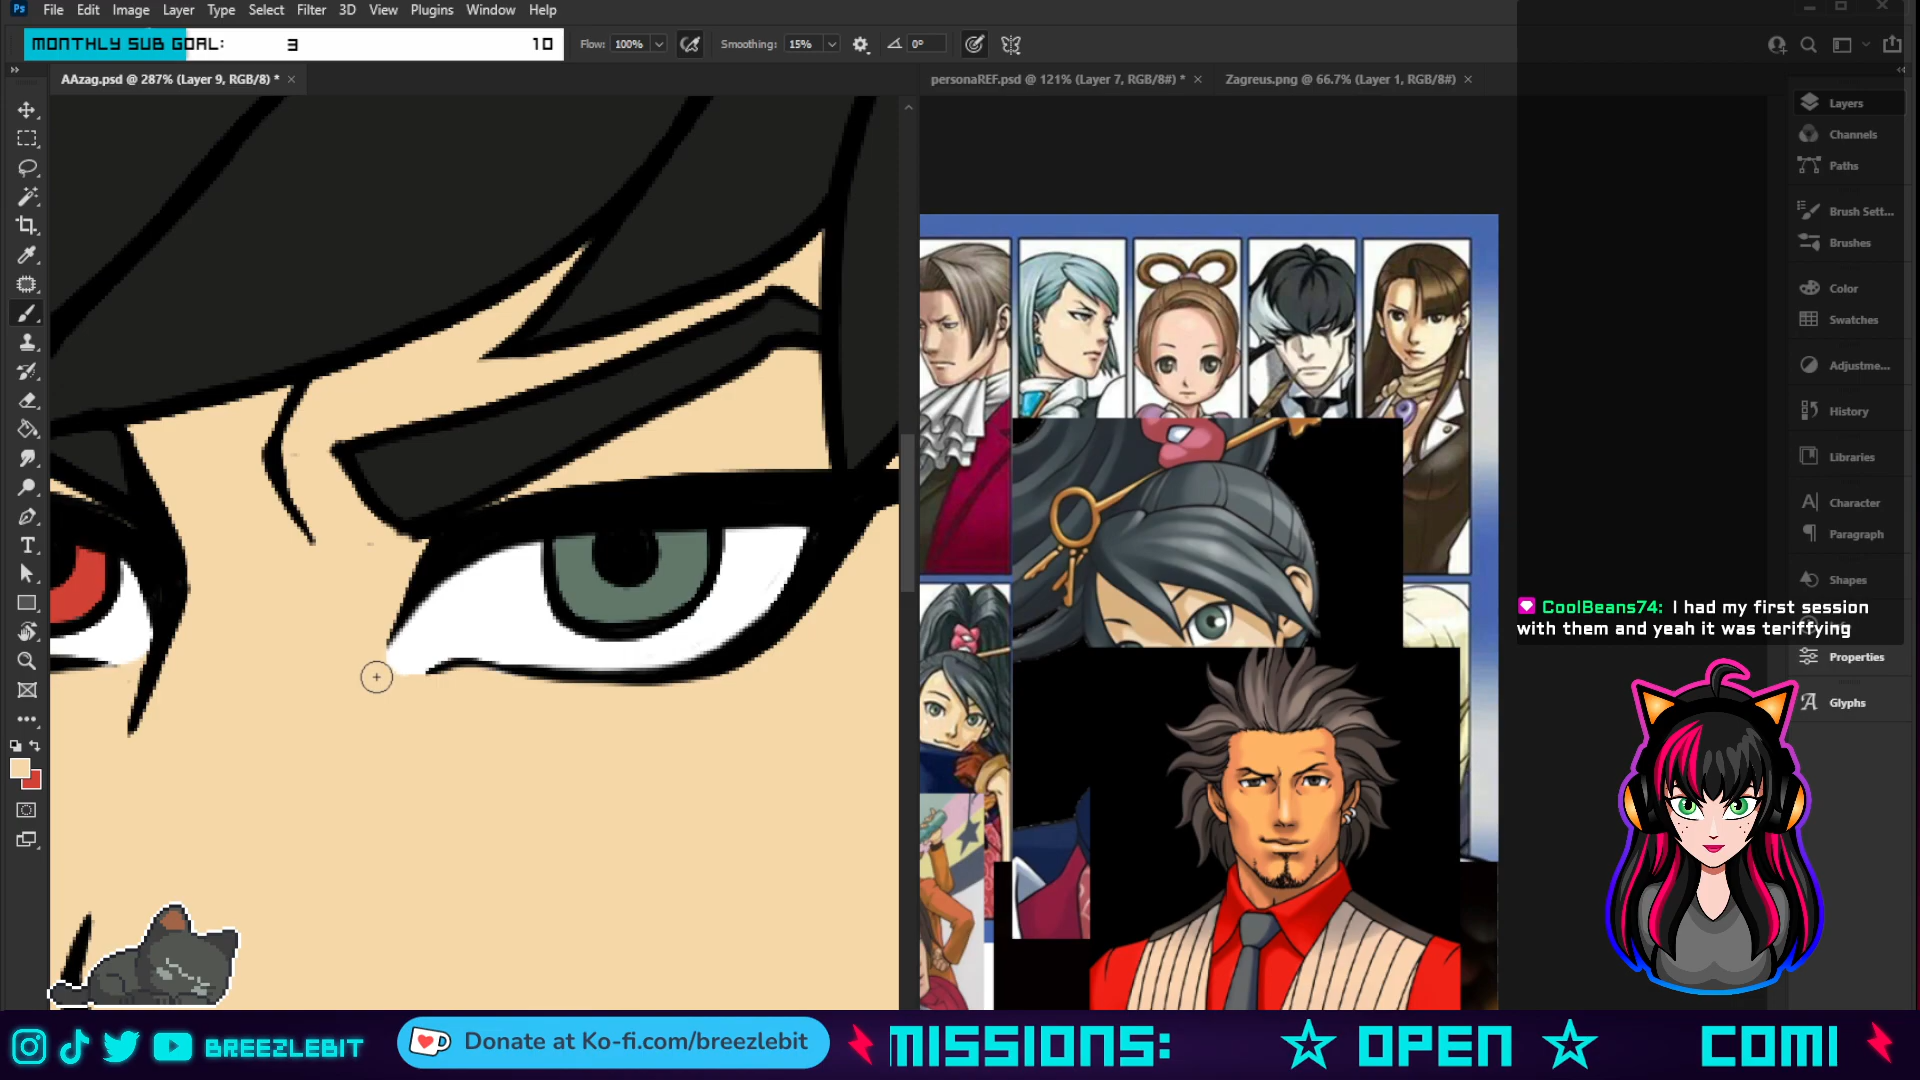 Ps File Edit Image Layer Type Select Filter 3D View Plugins Window Help
MONTHLY SUB GOAL: 3 10
Flow: 100% Smoothing: 15% 0°
AAzag.psd @ 287% (Layer 9, RGB/8) * ×
personaREF.psd @ 121% (Layer 7, RGB/8#) * × Zagreus.png @ 66.7% (Layer 1, RGB/8#) ×
Layers
Channels
Paths
Brush Sett...
Brushes
Color
Swatches
Adjustme...
History
Libraries
Character
Paragraph
Shapes
CoolBeans74: I had my first session
with them and yeah it was teriffying
Properties
Glyphs
BREEZLEBIT
Donate at Ko-fi.com/breezlebit
MISSIONS: ☆ OPEN ☆ COMI